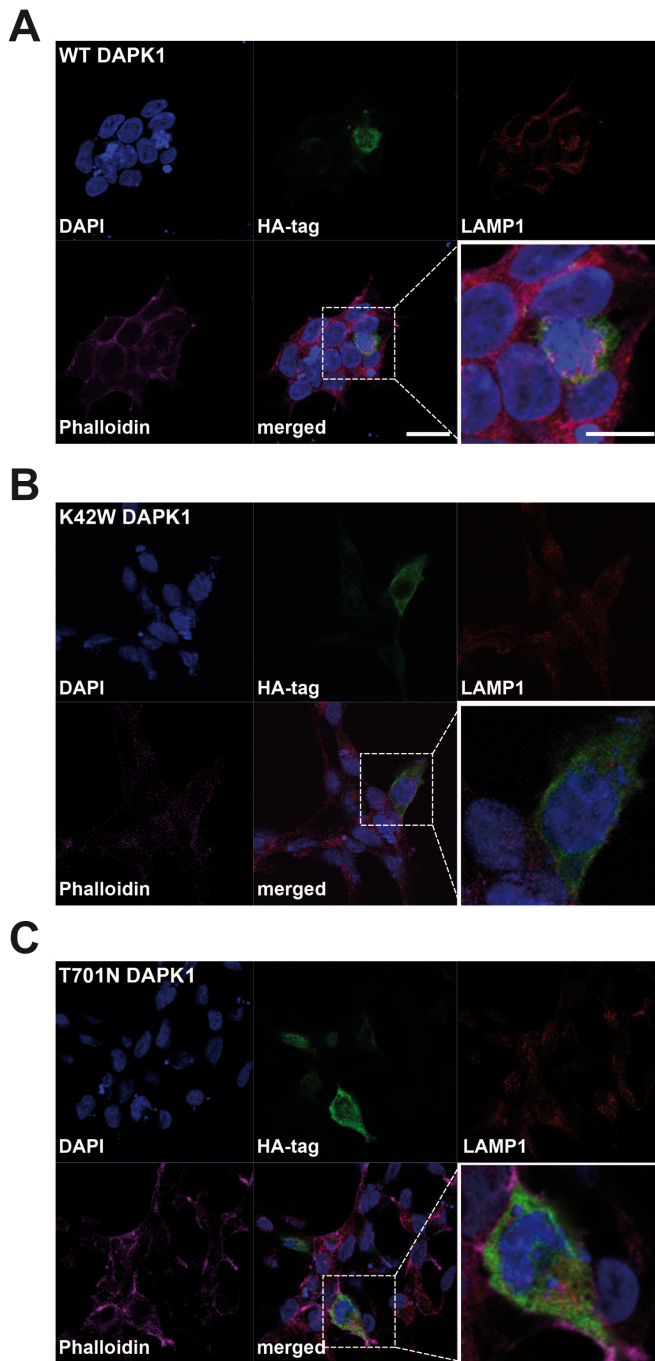 A
WT DAPK1
DAPI
HA-tag
LAMP1
Phalloidin
merged
B
K42W DAPK1
DAPI
HA-tag
LAMP1
Phalloidin
merged
C
T701N DAPK1
DAPI
HA-tag
LAMP1
Phalloidin
merged